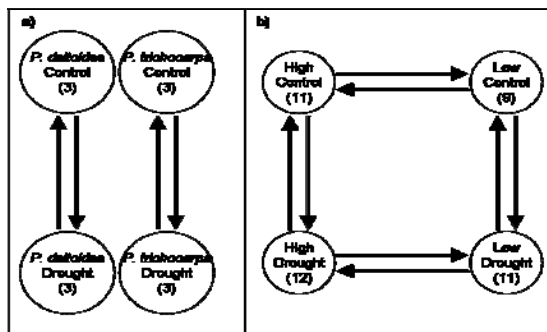 a)
P. deltoides
Control
(3)
P. trichocarpa
Control
(3)
P. deltoides
Drought
(3)
P. trichocarpa
Drought
(3)
b)
High
Control
(11)
Low
Control
High
Drought
(12)
Low
Drought
(11)